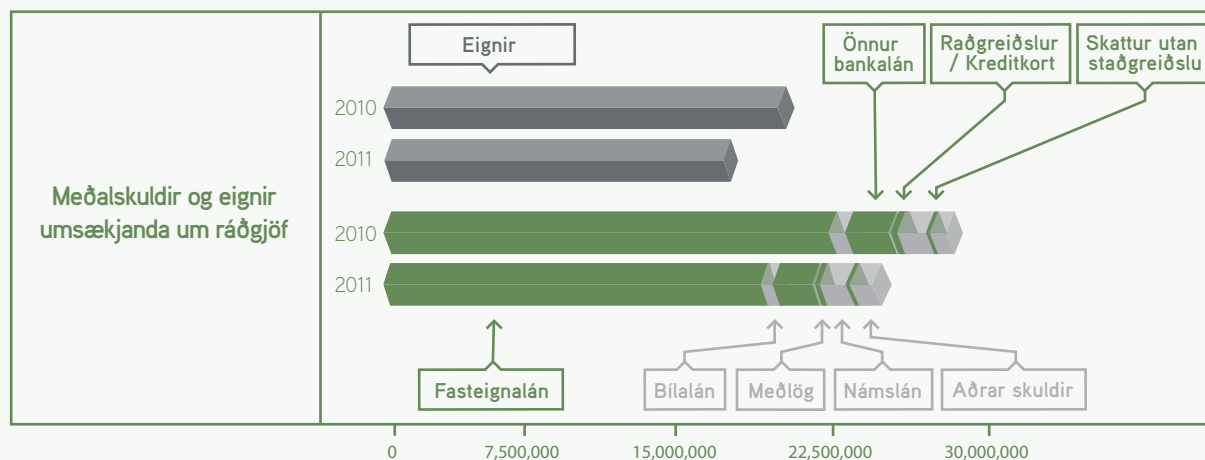 Meðalskuldir og eignir
umsækjanda um ráðgjöf
Eignir
Önnur
bankalán
Raðgreiðslur
/ Kreditkort
Skattur utan
staðgreiðslu
2010
2011
2010
2011
Fasteignalán
Bílalán
Meðlög
Námslán
Aðrar skuldir
0
7,500,000
15,000,000
22,500,000
30,000,000